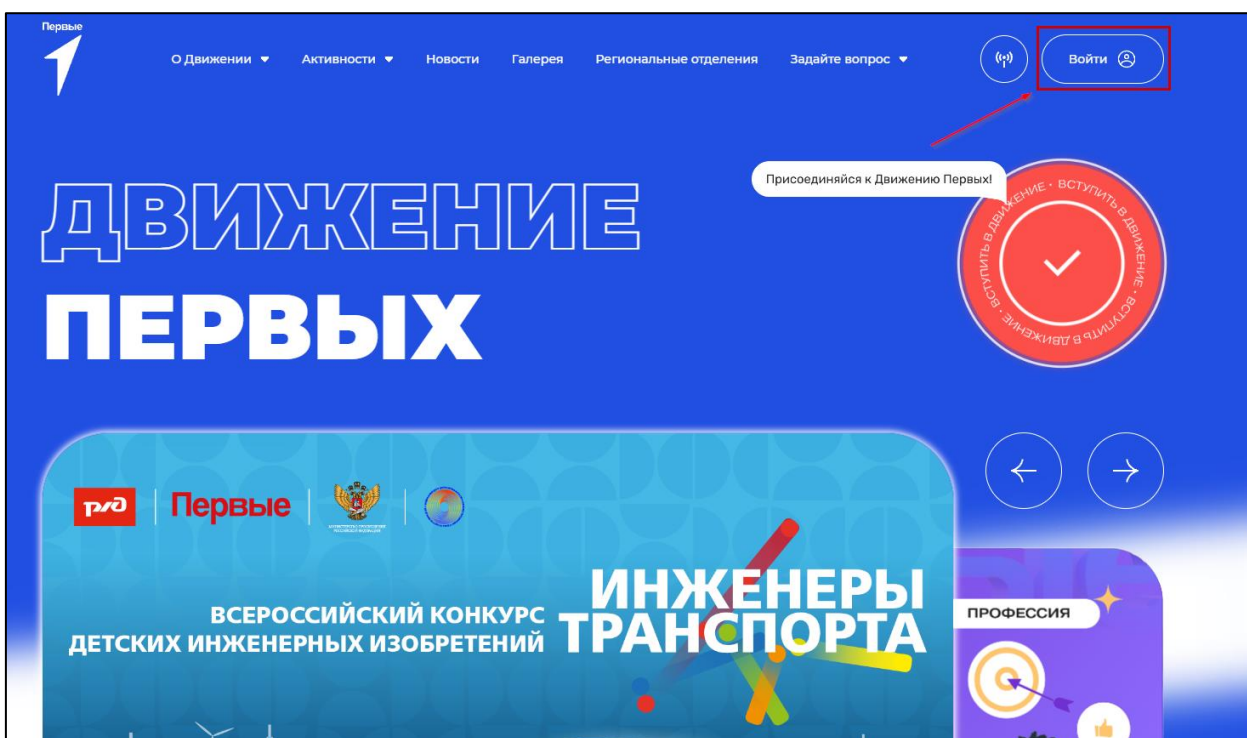 Первые
О Движении
Активности
Новости
Галерея
Региональные отделения
Задайте вопрос
Войти
Присоединяйся к Движению Первых!
ВСТУПИТЬ В ДВИЖЕНИЕ • ВСТУПИТЬ В ДВИЖЕНИЕ • ВСТУПИТЬ В ДВИЖЕНИЕ •
ДВИЖЕНИЕ
ПЕРВЫХ
ржд
Первые
ВСЕРОССИЙСКИЙ КОНКУРС
ДЕТСКИХ ИНЖЕНЕРНЫХ ИЗОБРЕТЕНИЙ
ИНЖЕНЕРЫ
ТРАНСПОРТА
ПРОФЕССИЯ